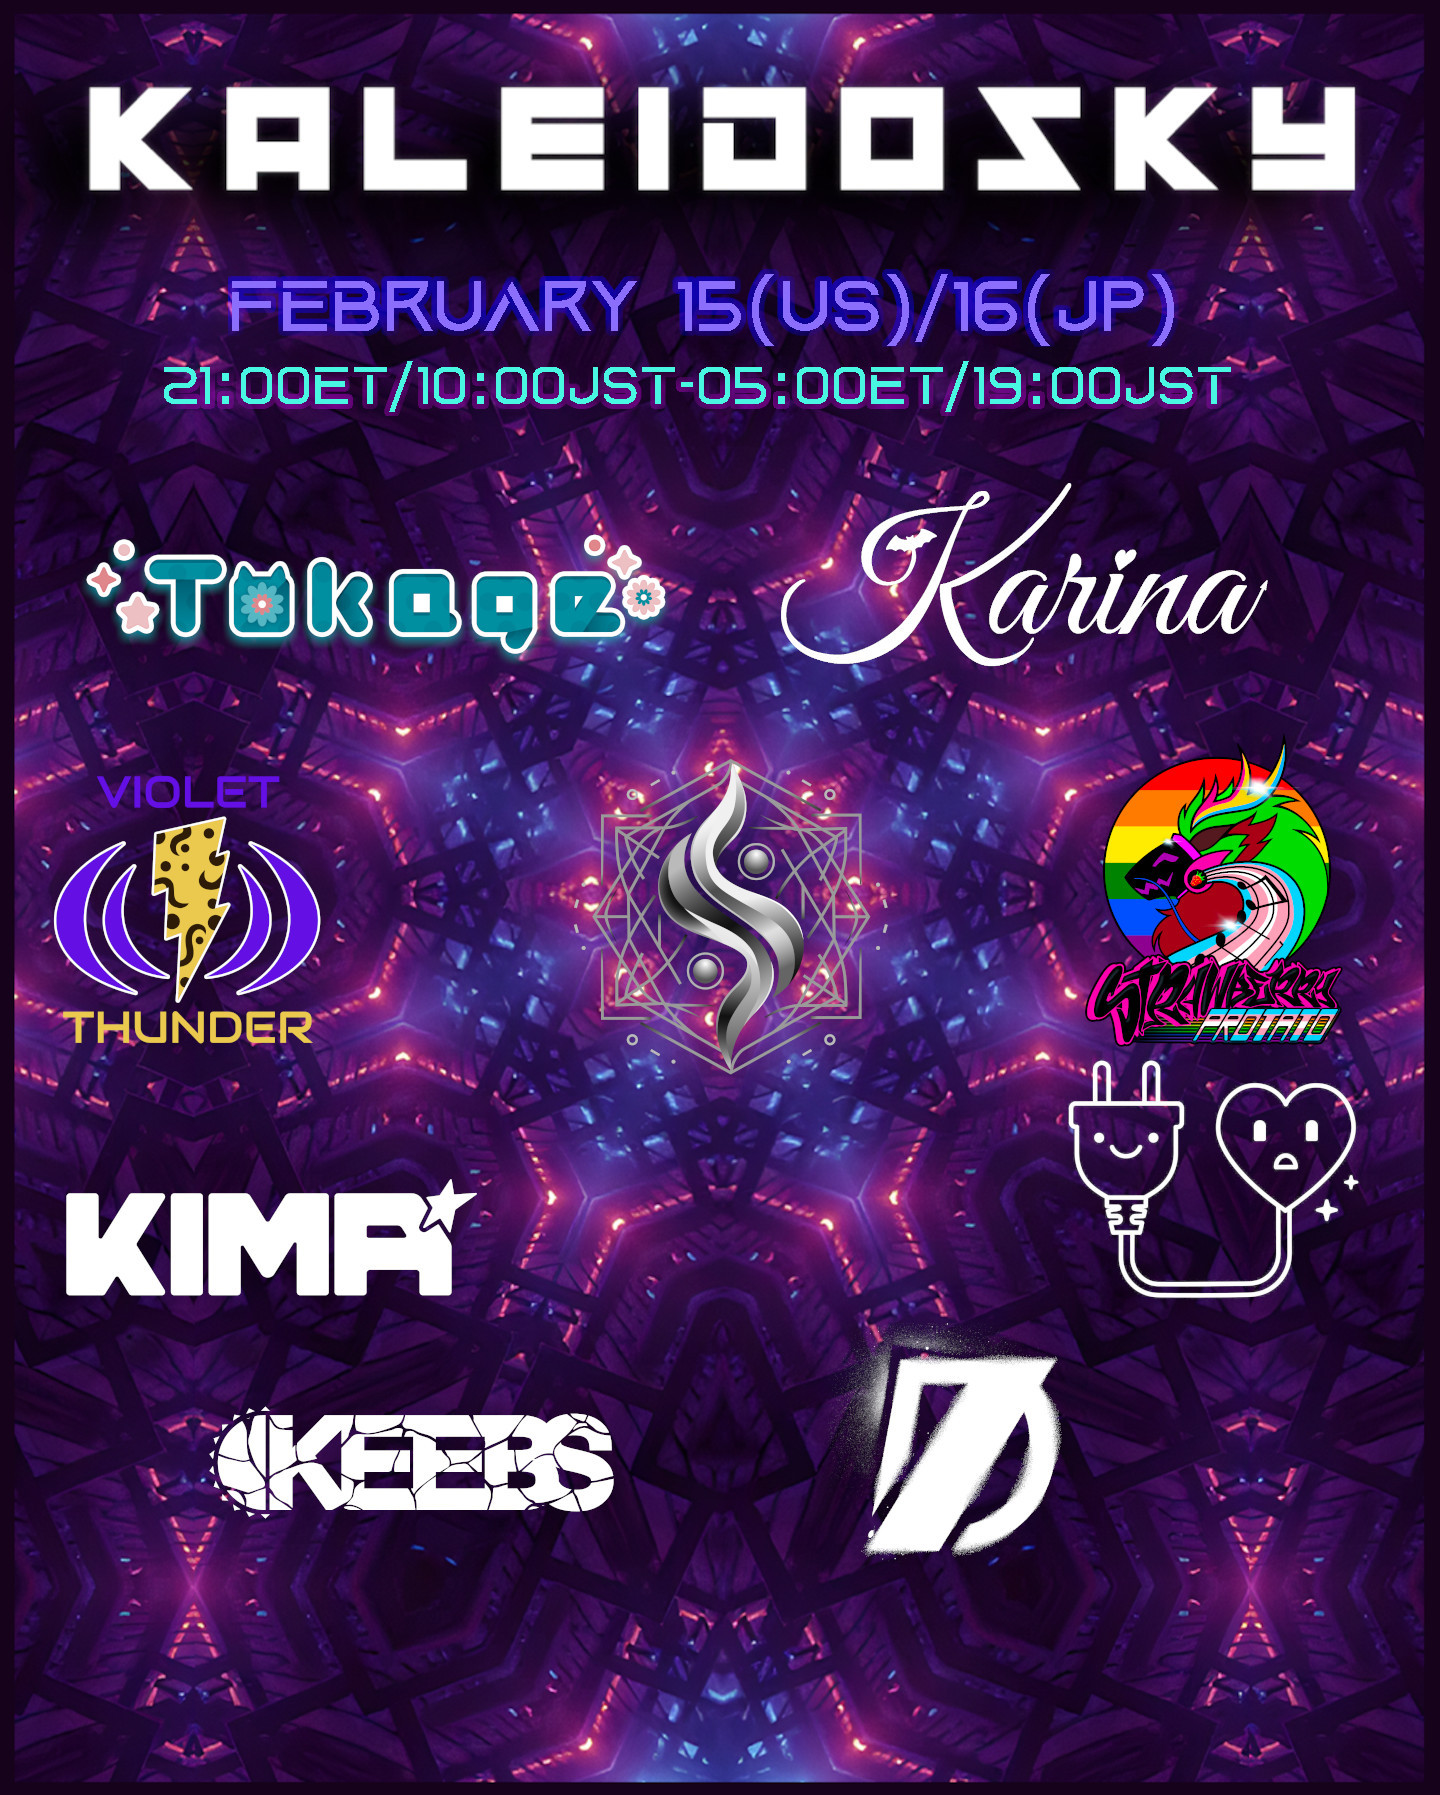 KALEIDOSKY
FEBRUARY 15(US)/16(JP)
21:00ET/10:00JST-05:00ET/19:00JST
Tokage
Karina
VIOLET
THUNDER
STRAWBERRY
PROTATO
KIMA
KEEBS